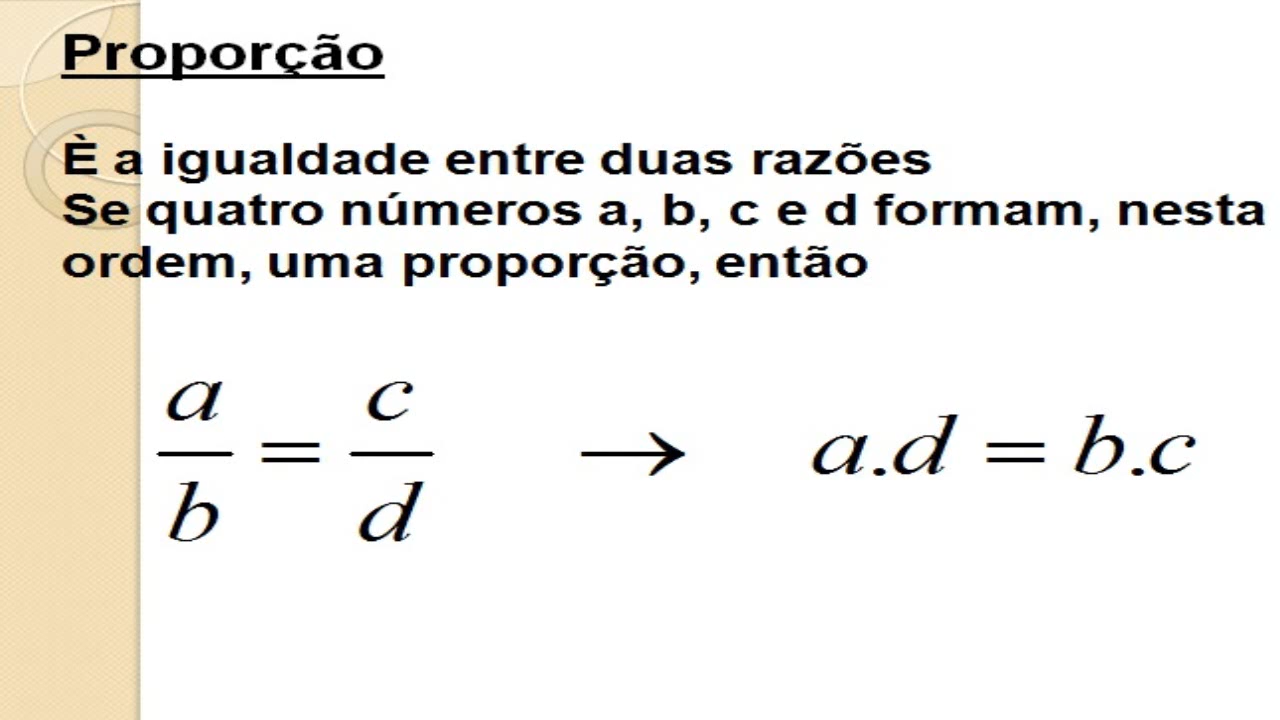 Proporção
È a igualdade entre duas razões
Se quatro números a, b, c e d formam, nesta
ordem, uma proporção, então
a/b = c/d → a.d = b.c